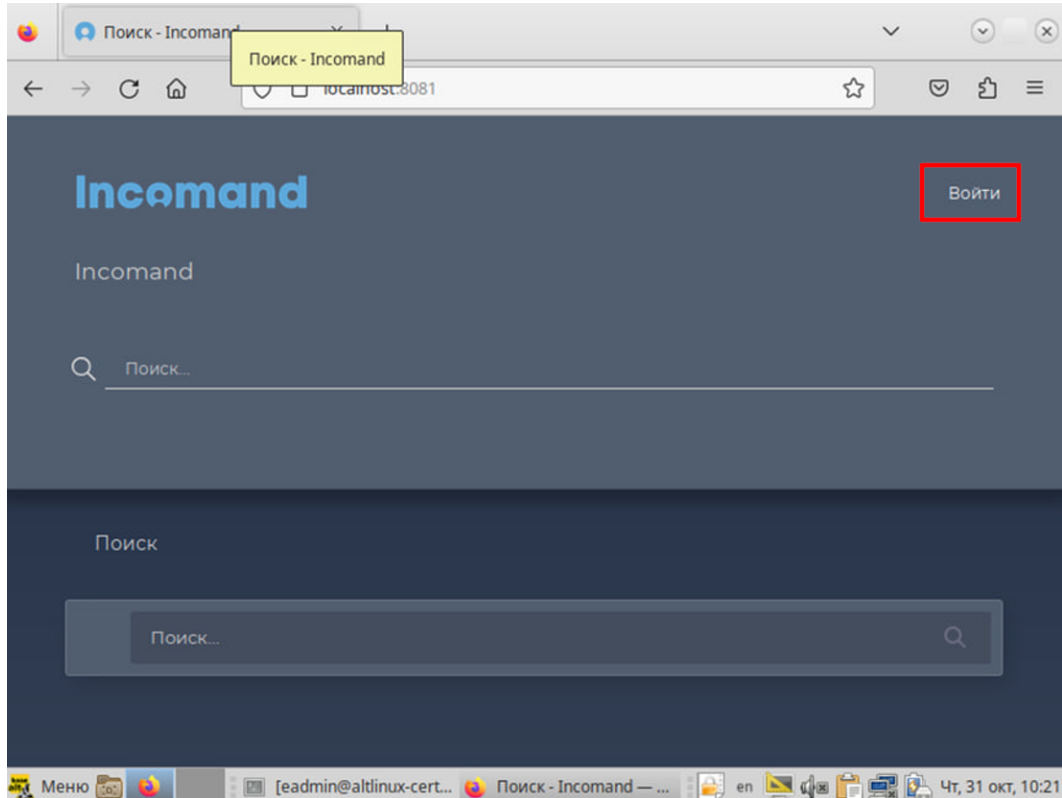 Поиск - Incomand
Поиск - Incomand
localhost:8081
Incomand
Войти
Incomand
Поиск...
Поиск
Поиск...
Меню
[eadmin@altlinux-cert...
Поиск - Incomand — ...
en
Чт, 31 окт, 10:21